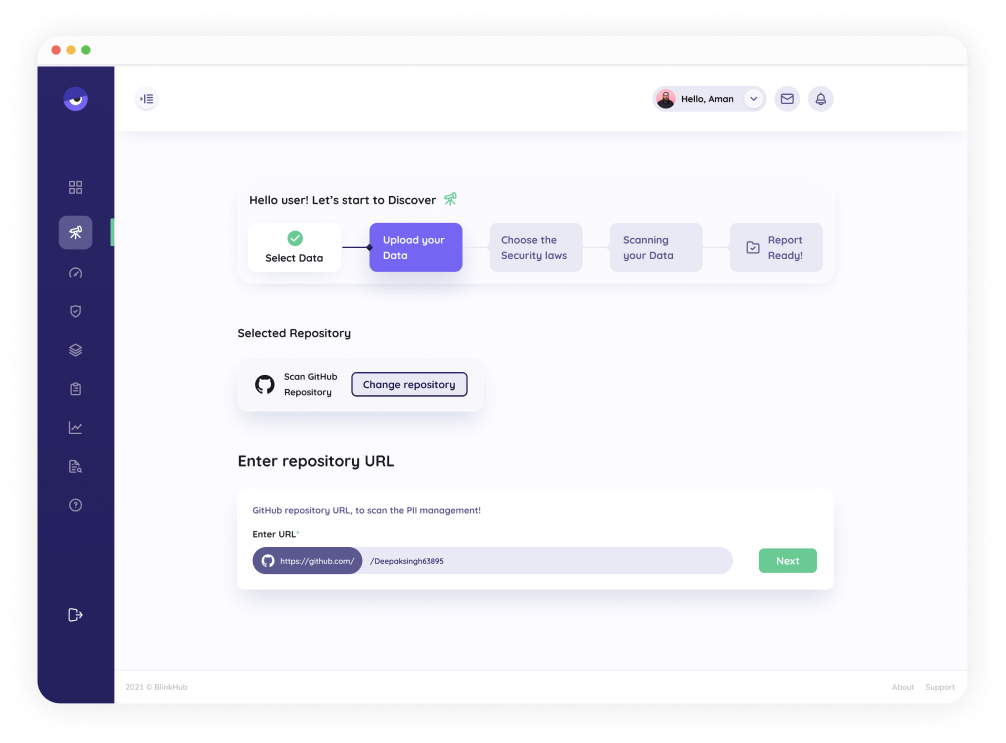 Hello, Aman
Hello user! Let's start to Discover
Select Data
Upload your
Data
Choose the
Security laws
Scanning
your Data
Report
Ready!
Selected Repository
Scan GitHub
Repository
Change repository
Enter repository URL
GitHub repository URL, to scan the PII management!
Enter URL*
https://github.com/ /Deepaksingh63895
Next
2021 © BlinkHub
About Support